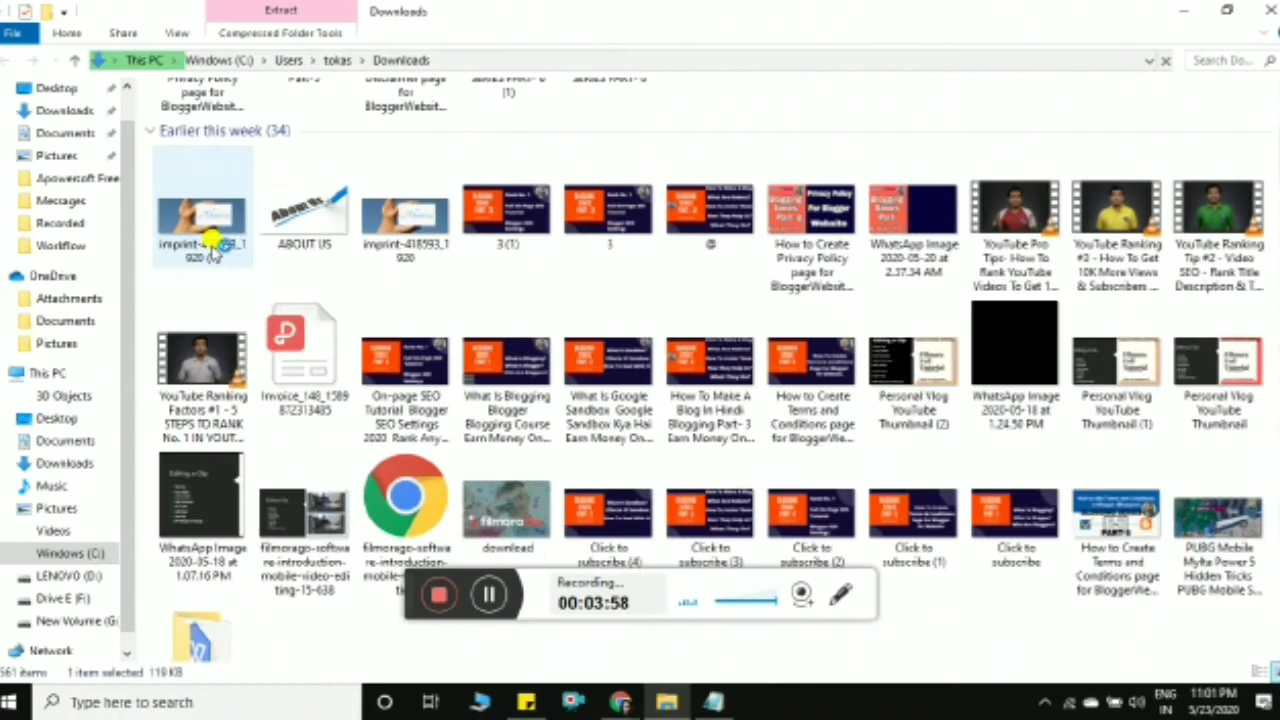 Extract
Downloads
File
Home
Share
View
Compressed Folder Tools
This PC
Windows (C:)
Users
tokas
Downloads
Search Do...
Desktop
Downloads
Documents
Pictures
Apowersoft Free
Messages
Recorded
Workflow
OneDrive
Attachments
Documents
Pictures
This PC
3D Objects
Desktop
Documents
Downloads
Music
Pictures
Videos
Windows (C:)
LENOVO (D:)
Drive E (F:)
New Volume (G:
Network
Privacy Policy
page for
BloggerWebsit...
page for
BloggerWebsit...
(1)
Earlier this week (34)
920
ABOUT US
imprint-418593_1
920
3 (1)
3
@
How to Create
Privacy Policy
page for
BloggerWebsit...
WhatsApp Image
2020-05-20 at
2.37.34 AM
YouTube Pro
Tips- How To
Rank YouTube
Videos To Get 1...
YouTube Ranking
#3 - How To Get
10K More Views
& Subscribers ...
YouTube Ranking
Tip #2 - Video
SEO - Rank Title
Description & T...
YouTube Ranking
Factors #1 - 5
STEPS TO RANK
No. 1 IN YOUT...
Invoice_148_1589
872313485
On-page SEO
Tutorial Blogger
SEO Settings
2020 Rank Any...
What Is Blogging
Blogger
Blogging Course
Earn Money On...
What Is Google
Sandbox Google
Sandbox Kya Hai
Earn Money On...
How To Make A
Blog In Hindi
Blogging Part- 3
Earn Money On...
How to Create
Terms and
Conditions page
for BloggerWe...
Personal Vlog
YouTube
Thumbnail (2)
WhatsApp Image
2020-05-18 at
1.24.50 PM
Personal Vlog
YouTube
Thumbnail (1)
Personal Vlog
YouTube
Thumbnail
WhatsApp Image
2020-05-18 at
1.07.16 PM
filmorago-softwa
re-introduction-
mobile-video-edi
ting-15-638
filmorago-softwa
re-introduction-
download
Click to
subscribe (4)
Click to
subscribe (3)
Click to
subscribe (2)
Click to
subscribe (1)
Click to
subscribe
How to Create
Terms and
Conditions page
for BloggerWe...
PUBG Mobile
Mylta Power 5
Hidden Tricks
PUBG Mobile S...
Recording...
00:03:58
561 items
1 item selected 119 KB
Type here to search
ENG
IN
11:01 PM
5/23/2020